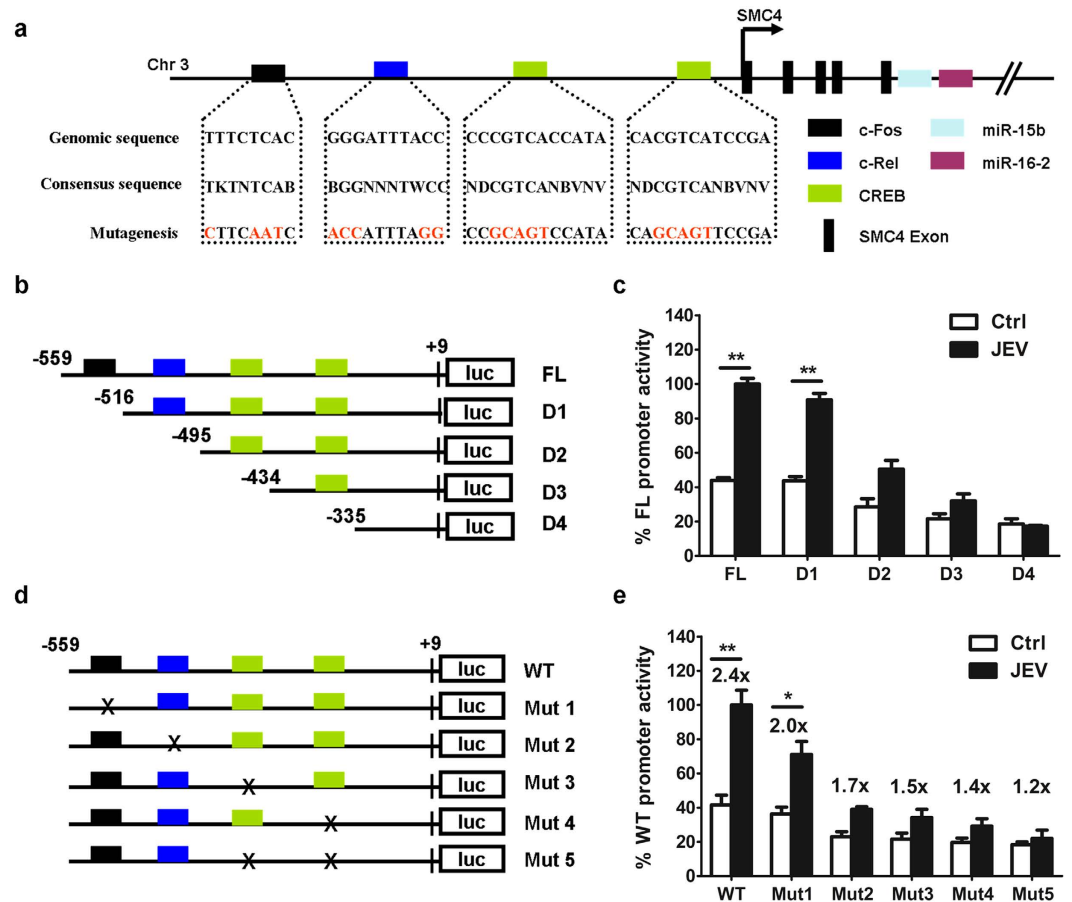 a
SMC4
Chr 3
Genomic sequence TTTCTCAC GGGATTTACC CCCGTCACCATA CACGTCATCCGA
Consensus sequence TKTNTCAB BGGNNNTWCC NDCGTCANBVNV NDCGTCANBVNV
Mutagenesis CTTCAATC ACCATTTAGG CCGCAGTCCATA CAGCAGTTCCGA
c-Fos miR-15b
c-Rel miR-16-2
CREB
SMC4 Exon
b
-559 +9 luc FL
-516 luc D1
-495 luc D2
-434 luc D3
-335 luc D4
c
% FL promoter activity
140
120
100
80
60
40
20
0
Ctrl
JEV
** **
FL D1 D2 D3 D4
d
-559 +9 luc WT
X luc Mut 1
X luc Mut 2
X luc Mut 3
X luc Mut 4
X X luc Mut 5
e
% WT promoter activity
140
120
100
80
60
40
20
0
Ctrl
JEV
** *
2.4x 2.0x 1.7x 1.5x 1.4x 1.2x
WT Mut1 Mut2 Mut3 Mut4 Mut5